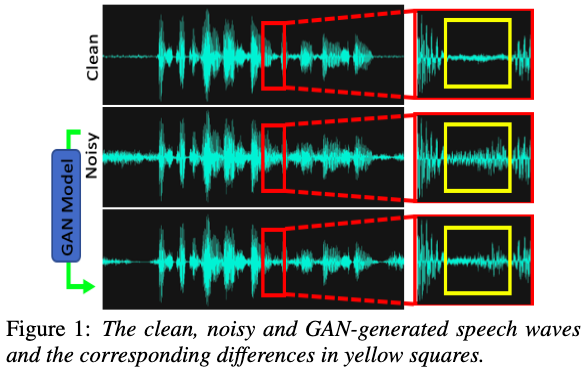 Clean
Noisy
GAN Model
Figure 1: The clean, noisy and GAN-generated speech waves
and the corresponding differences in yellow squares.